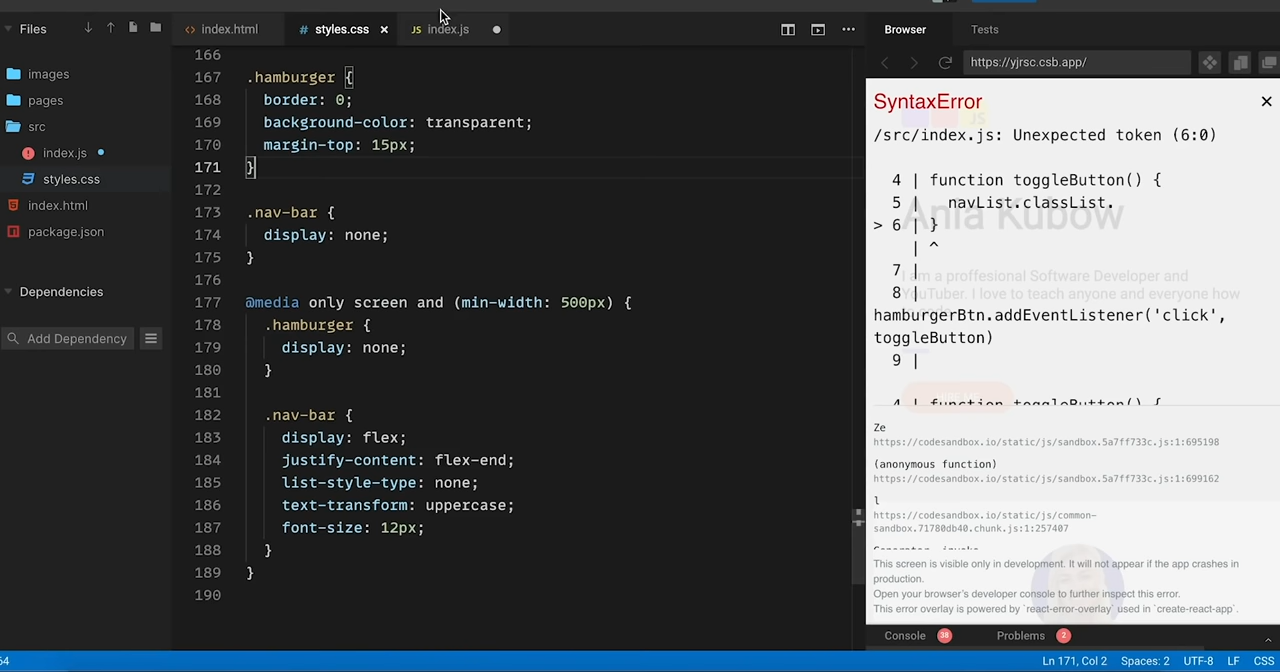 Files
index.html
styles.css
index.js
Browser
Tests
https://yjrsc.csb.app/
images
pages
src
index.js
styles.css
index.html
package.json
Dependencies
Add Dependency
166
167 .hamburger {
168 border: 0;
169 background-color: transparent;
170 margin-top: 15px;
171 }
172
173 .nav-bar {
174 display: none;
175 }
176
177 @media only screen and (min-width: 500px) {
178 .hamburger {
179 display: none;
180 }
181
182 .nav-bar {
183 display: flex;
184 justify-content: flex-end;
185 list-style-type: none;
186 text-transform: uppercase;
187 font-size: 12px;
188 }
189 }
190
SyntaxError
JS
/src/index.js: Unexpected token (6:0)
4 | function toggleButton() {
5 | navList.classList.
Ania Kubow
> 6 | }
| ^
7 |
I am a proffesional Software Developer and
8 |
YouTuber. I love to teach anyone and everyone how
hamburgerBtn.addEventListener('click',
toggleButton)
9 |
4 | function toggleButton() {
Ze
https://codesandbox.io/static/js/sandbox.5a7ff733c.js:1:695198
(anonymous function)
https://codesandbox.io/static/js/sandbox.5a7ff733c.js:1:699162
l
https://codesandbox.io/static/js/common-
sandbox.71780db40.chunk.js:1:257407
Generator._invoke
This screen is visible only in development. It will not appear if the app crashes in
production.
Open your browser's developer console to further inspect this error.
This error overlay is powered by `react-error-overlay` used in `create-react-app`.
Console 38
Problems 2
64
Ln 171, Col 2
Spaces: 2
UTF-8
LF
CSS